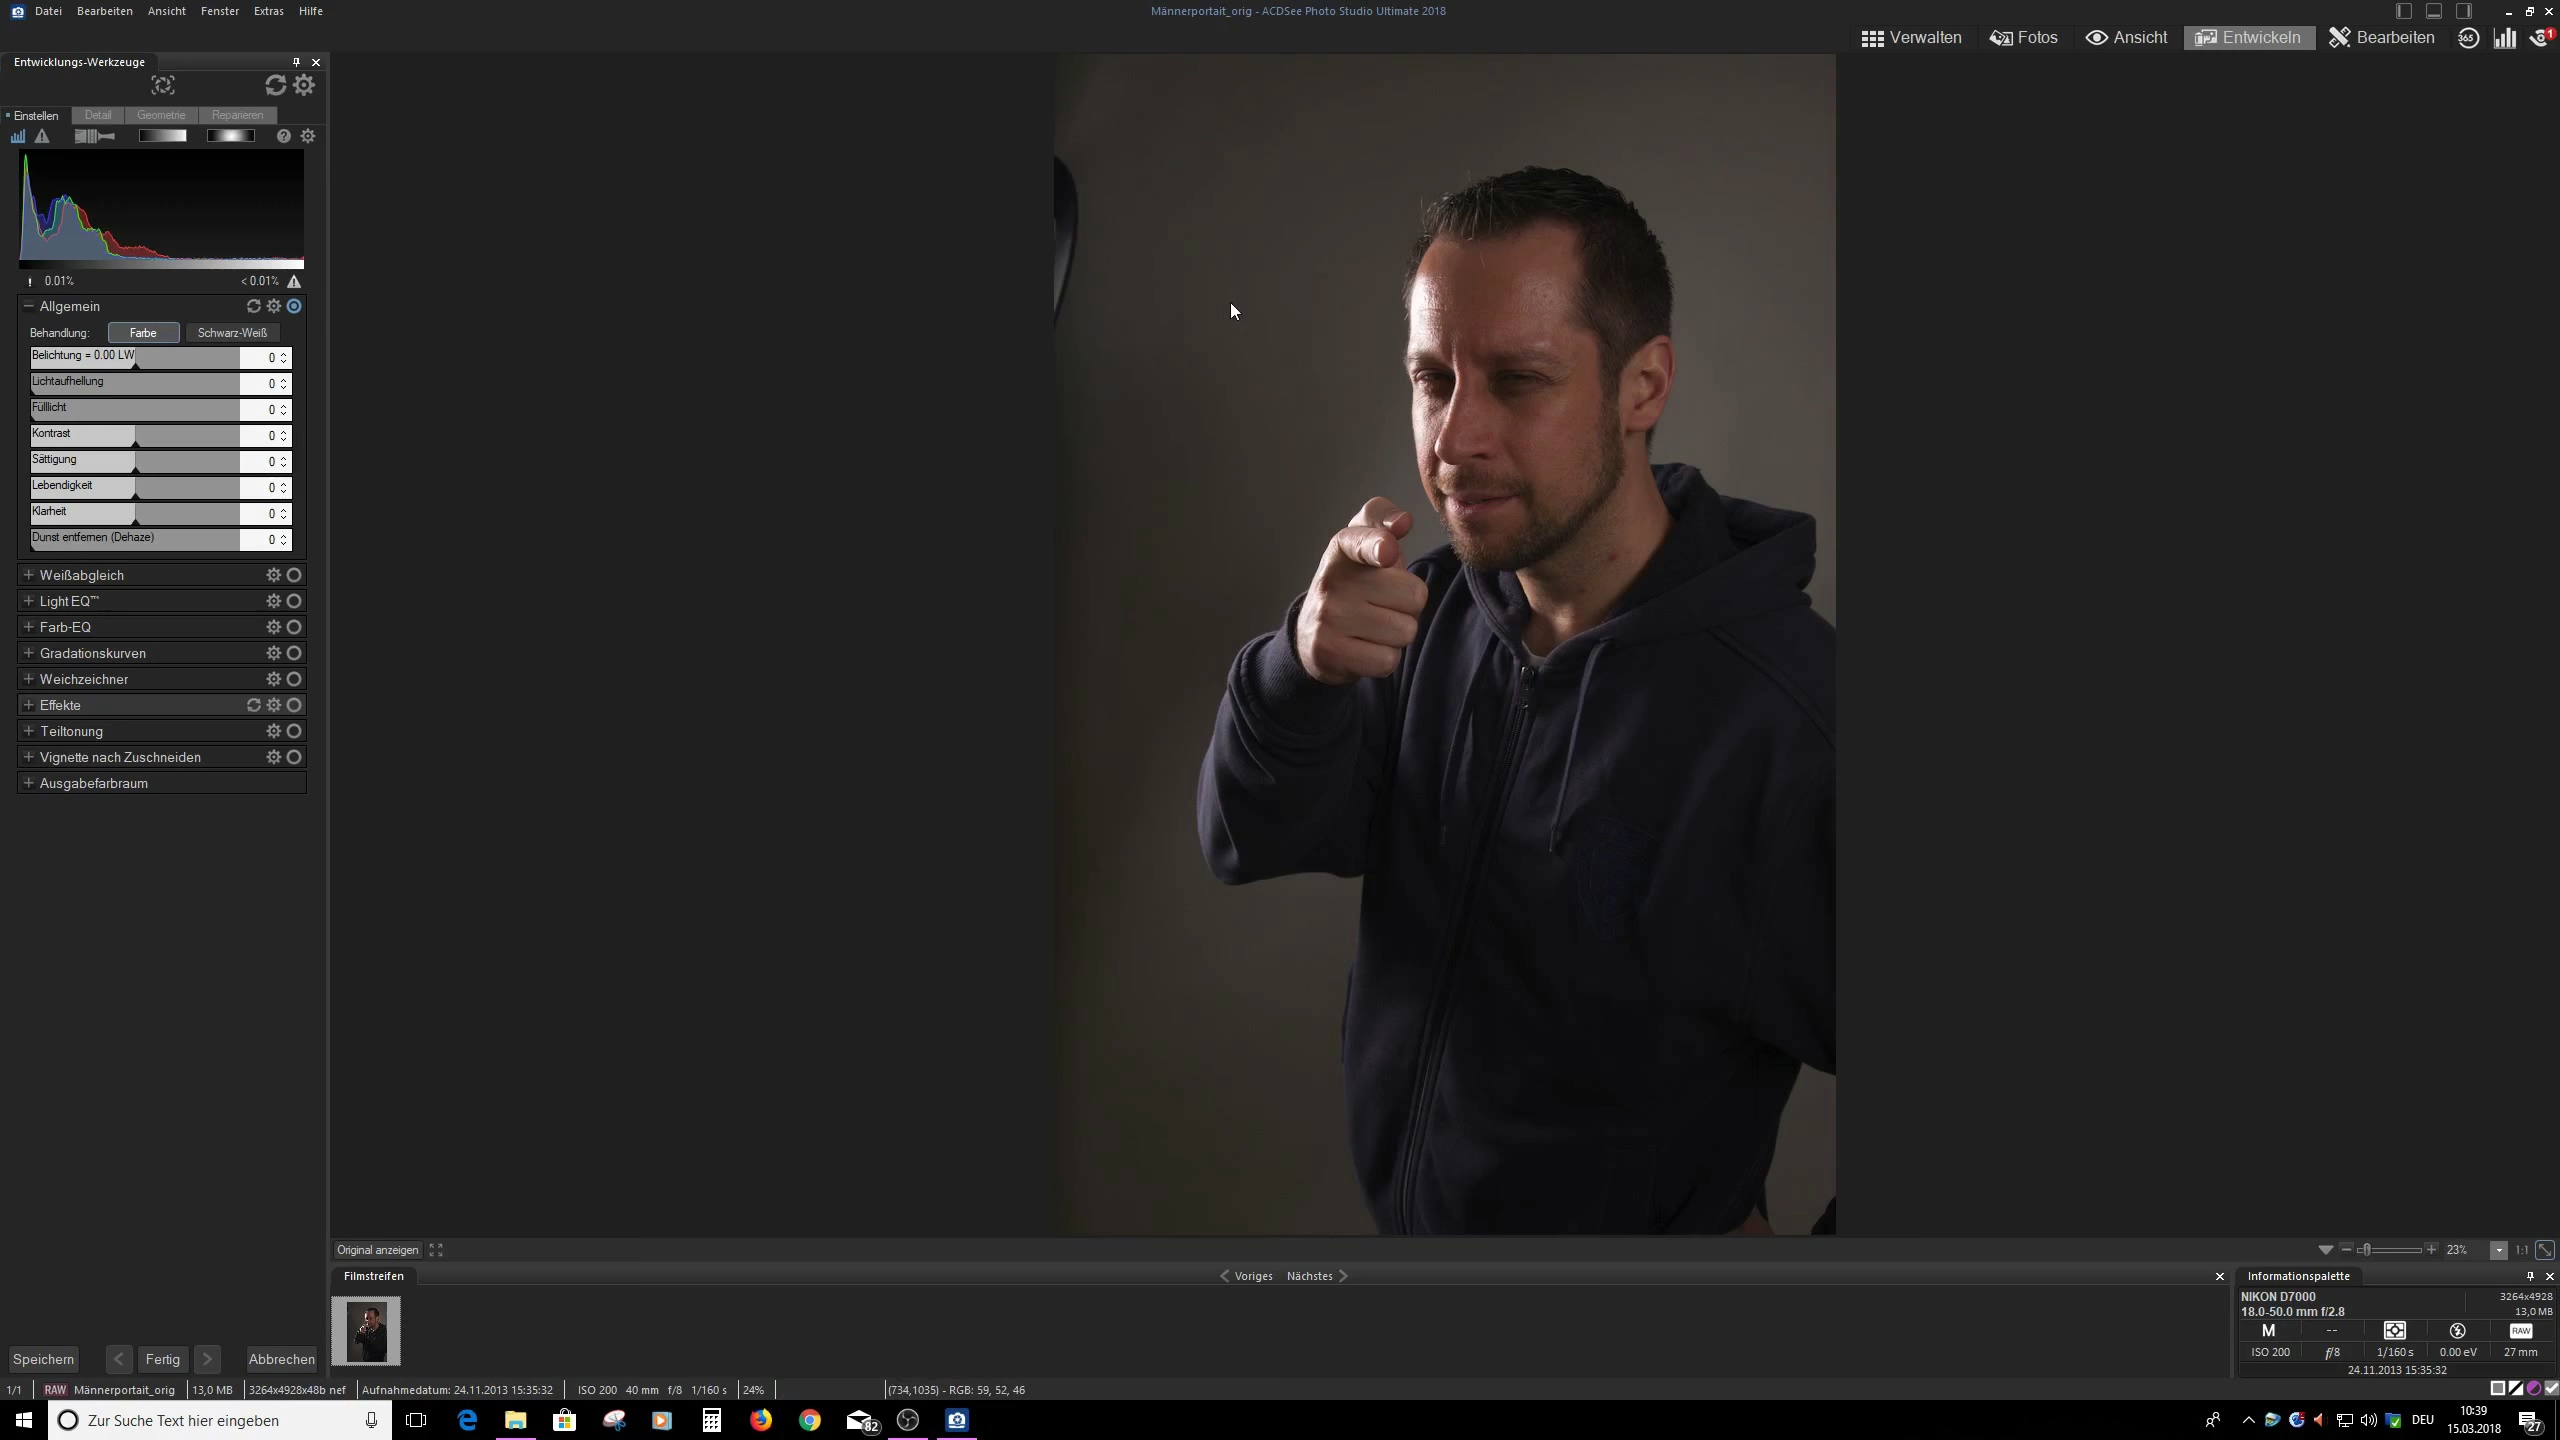 Datei Bearbeiten Ansicht Fenster Extras Hilfe
Männerportait_orig - ACDSee Photo Studio Ultimate 2018
Verwalten Fotos Ansicht Entwickeln Bearbeiten 365 1
Entwicklungs-Werkzeuge
Einstellen Detail Geometrie Reparieren
0.01% < 0.01%
Allgemein
Behandlung: Farbe Schwarz-Weiß
Belichtung = 0.00 LW 0
Lichtaufhellung 0
Fülllicht 0
Kontrast 0
Sättigung 0
Lebendigkeit 0
Klarheit 0
Dunst entfernen (Dehaze) 0
Weißabgleich
Light EQ™
Farb-EQ
Gradationskurven
Weichzeichner
Effekte
Teiltonung
Vignette nach Zuschneiden
Ausgabefarbraum
Original anzeigen 23% 1:1
Filmstreifen Voriges Nächstes Informationspalette
NIKON D7000 3264x4928
18.0-50.0 mm f/2.8 13,0 MB
M -- RAW
ISO 200 f/8 1/160 s 0.00 eV 27 mm
24.11.2013 15:35:32
Speichern Fertig Abbrechen
1/1 RAW Männerportait_orig 13,0 MB 3264x4928x48b nef Aufnahmedatum: 24.11.2013 15:35:32 ISO 200 40 mm f/8 1/160 s 24% (734,1035) - RGB: 59, 52, 46
Zur Suche Text hier eingeben 82 DEU 10:39
15.03.2018 27